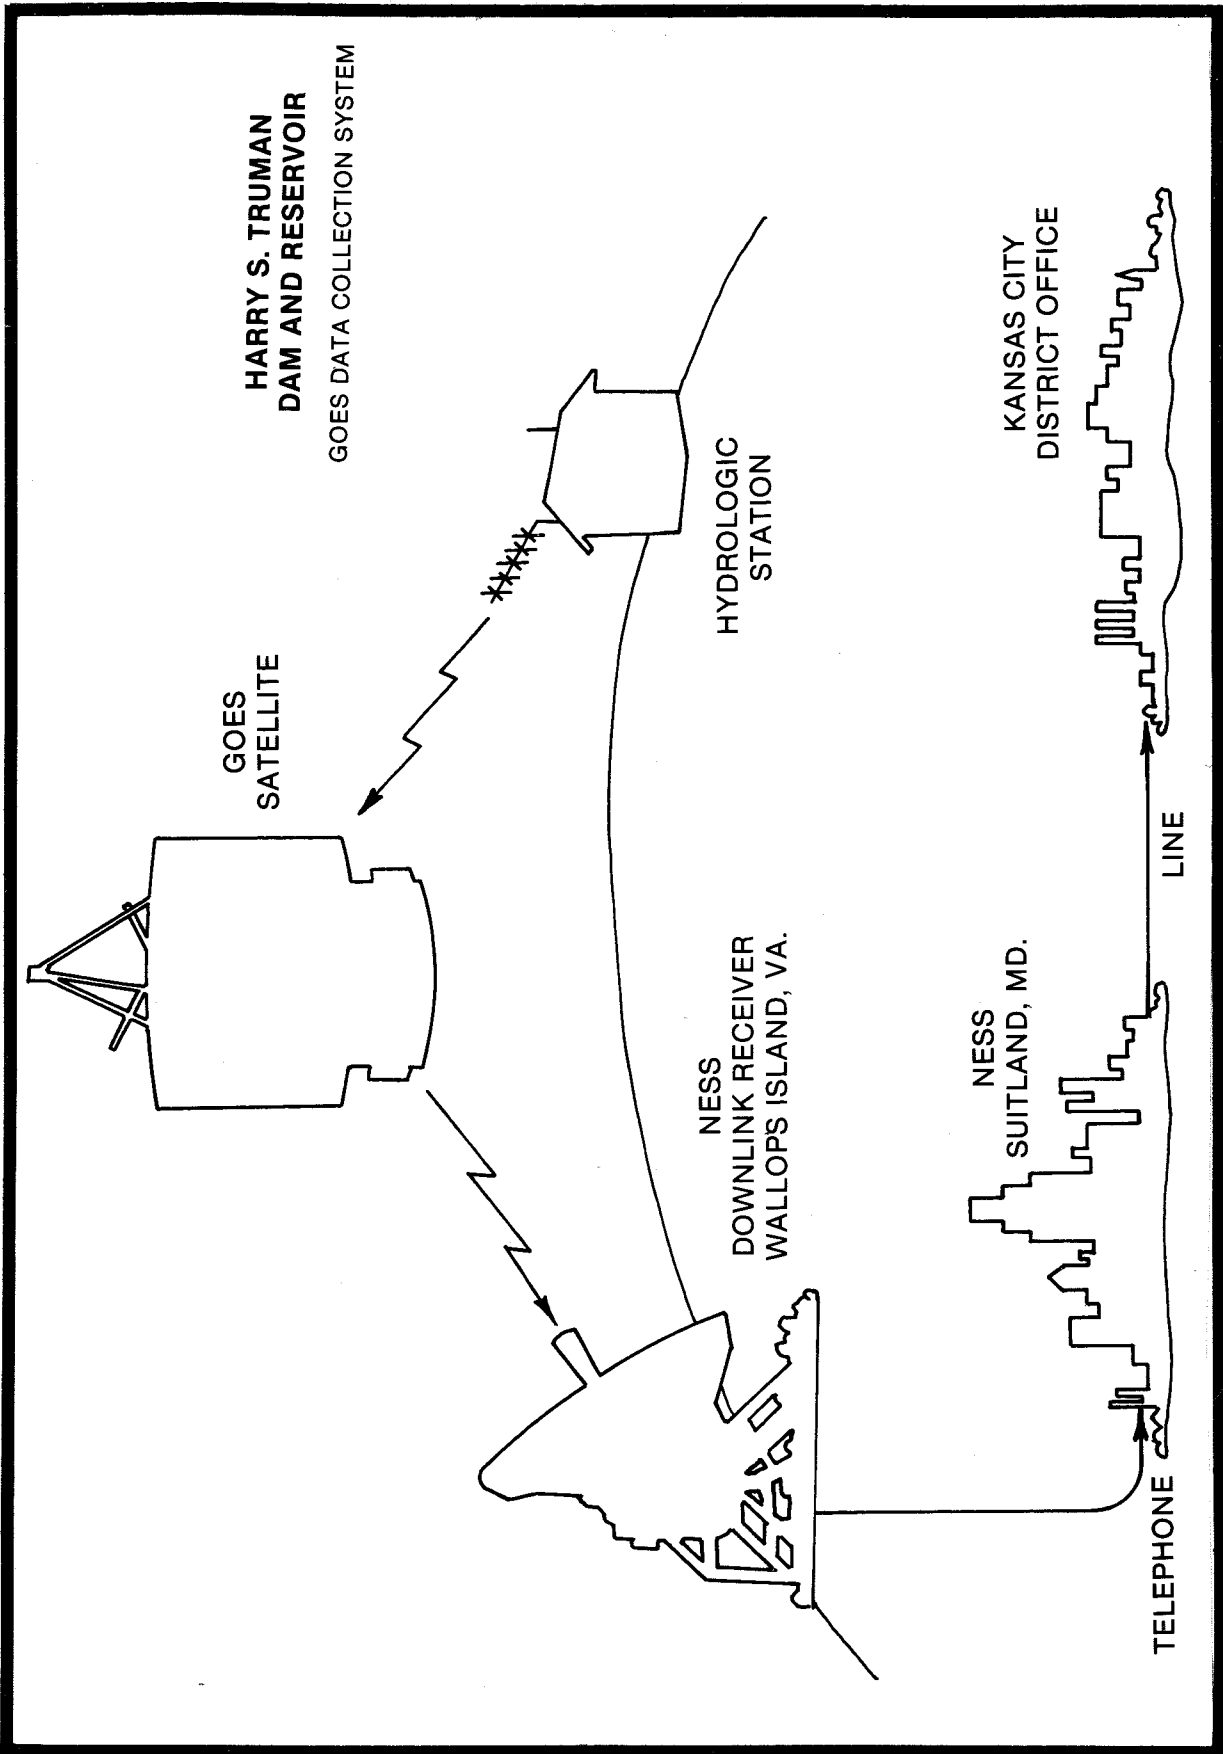 HARRY S. TRUMAN
DAM AND RESERVOIR
GOES DATA COLLECTION SYSTEM
GOES
SATELLITE
HYDROLOGIC
STATION
NESS
DOWNLINK RECEIVER
WALLOPS ISLAND, VA.
NESS
SUITLAND, MD.
KANSAS CITY
DISTRICT OFFICE
TELEPHONE
LINE